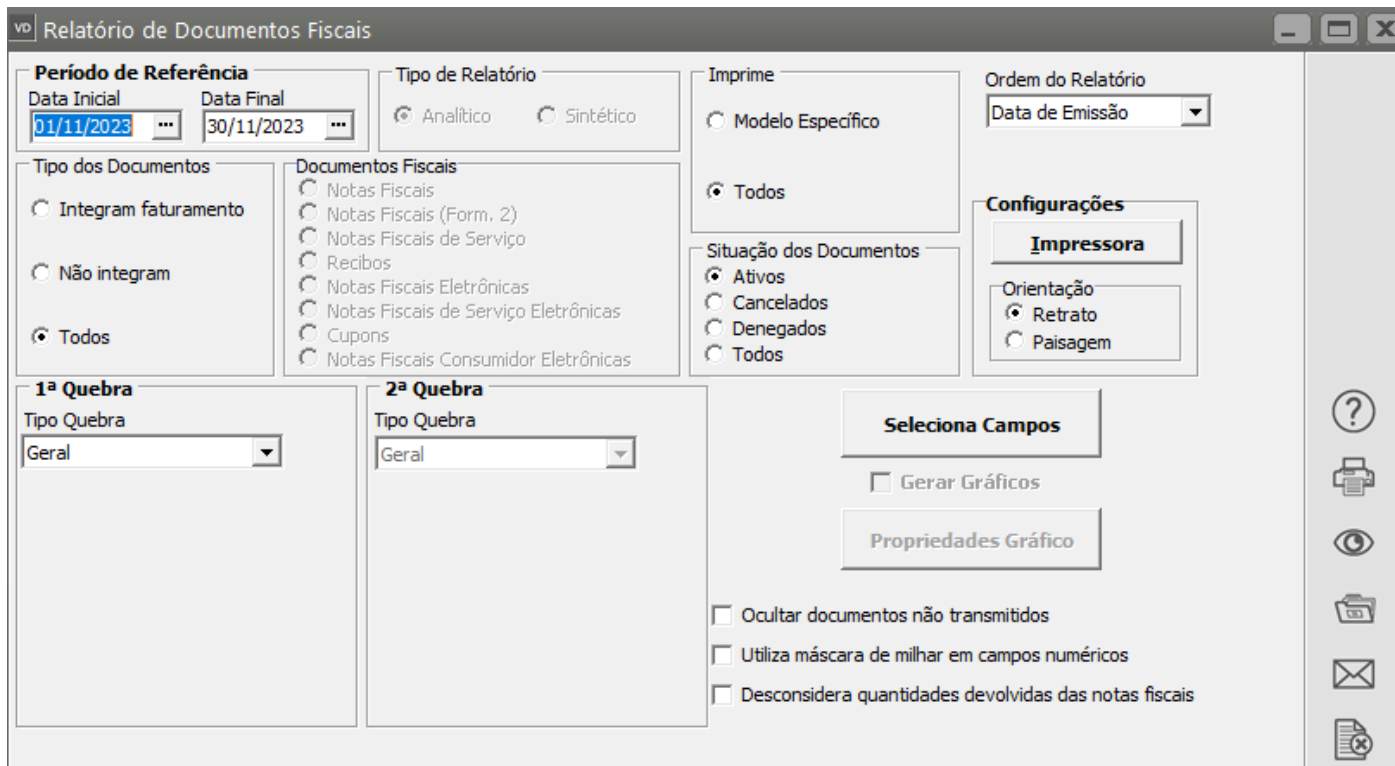 VD Relatório de Documentos Fiscais
Período de Referência
Data Inicial Data Final
01/11/2023 ... 30/11/2023 ...
Tipo de Relatório
Analítico Sintético
Imprime
Modelo Específico
Todos
Ordem do Relatório
Data de Emissão
Tipo dos Documentos
Integram faturamento
Não integram
Todos
Documentos Fiscais
Notas Fiscais
Notas Fiscais (Form. 2)
Notas Fiscais de Serviço
Recibos
Notas Fiscais Eletrônicas
Notas Fiscais de Serviço Eletrônicas
Cupons
Notas Fiscais Consumidor Eletrônicas
Situação dos Documentos
Ativos
Cancelados
Denegados
Todos
Configurações
Impressora
Orientação
Retrato
Paisagem
1ª Quebra
Tipo Quebra
Geral
2ª Quebra
Tipo Quebra
Geral
Seleciona Campos
Gerar Gráficos
Propriedades Gráfico
Ocultar documentos não transmitidos
Utiliza máscara de milhar em campos numéricos
Desconsidera quantidades devolvidas das notas fiscais